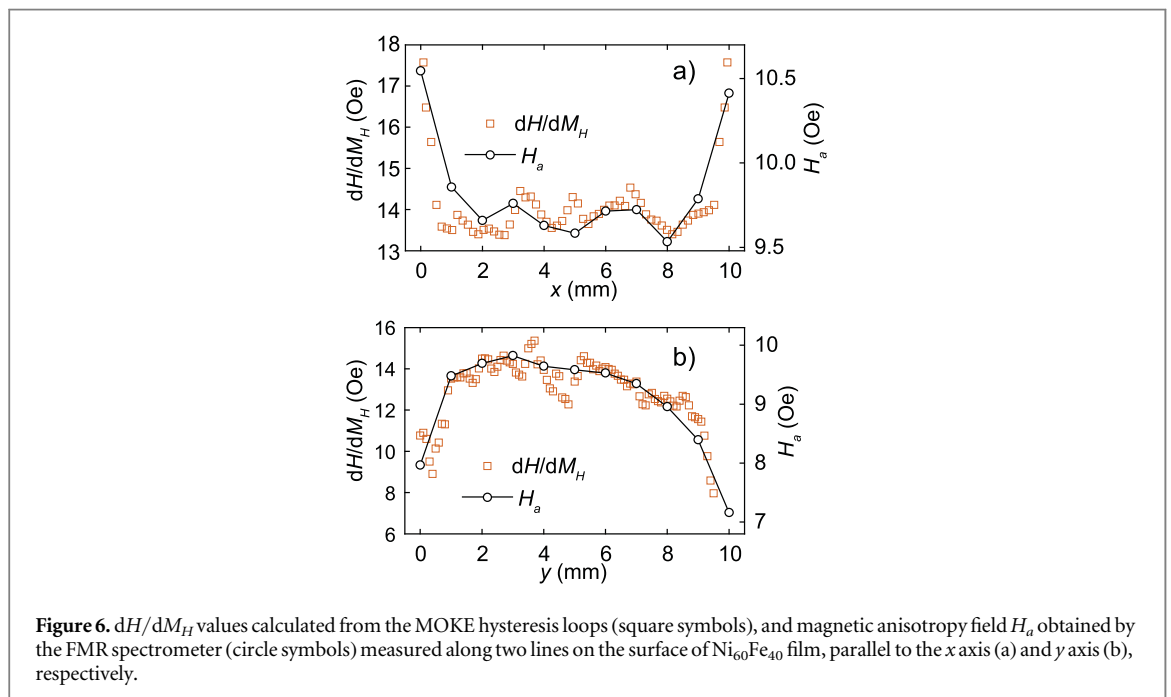 18
17
16
15
14
13
dH/dM_H (Oe)
a)
dH/dM_H
H_a
10.5
10.0
9.5
H_a (Oe)
0 2 4 6 8 10
x (mm)
16
14
12
10
8
6
dH/dM_H (Oe)
b)
dH/dM_H
H_a
10
9
8
7
H_a (Oe)
0 2 4 6 8 10
y (mm)
Figure 6. dH/dM_H values calculated from the MOKE hysteresis loops (square symbols), and magnetic anisotropy field H_a obtained by
the FMR spectrometer (circle symbols) measured along two lines on the surface of Ni₆₀Fe₄₀ film, parallel to the x axis (a) and y axis (b),
respectively.